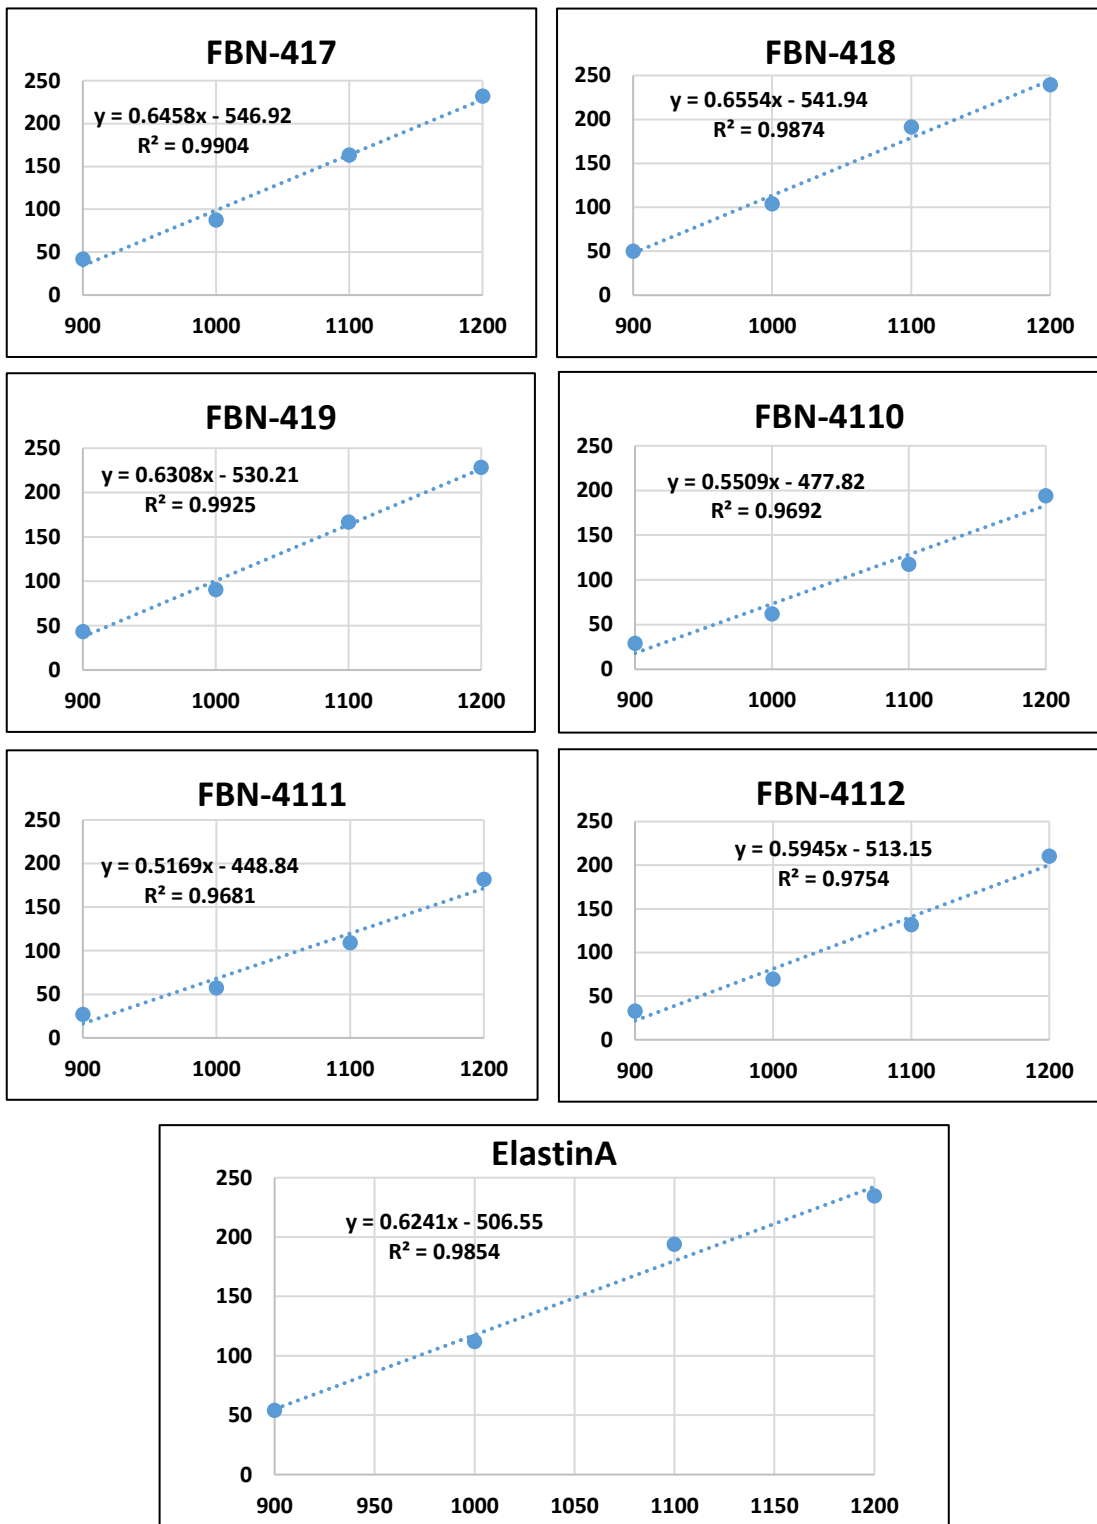 FBN-417
y = 0.6458x - 546.92
R² = 0.9904
250
200
150
100
50
0
900 1000 1100 1200
FBN-418
y = 0.6554x - 541.94
R² = 0.9874
250
200
150
100
50
0
900 1000 1100 1200
FBN-419
y = 0.6308x - 530.21
R² = 0.9925
250
200
150
100
50
0
900 1000 1100 1200
FBN-4110
y = 0.5509x - 477.82
R² = 0.9692
250
200
150
100
50
0
900 1000 1100 1200
FBN-4111
y = 0.5169x - 448.84
R² = 0.9681
250
200
150
100
50
0
900 1000 1100 1200
FBN-4112
y = 0.5945x - 513.15
R² = 0.9754
250
200
150
100
50
0
900 1000 1100 1200
ElastinA
y = 0.6241x - 506.55
R² = 0.9854
250
200
150
100
50
0
900 950 1000 1050 1100 1150 1200